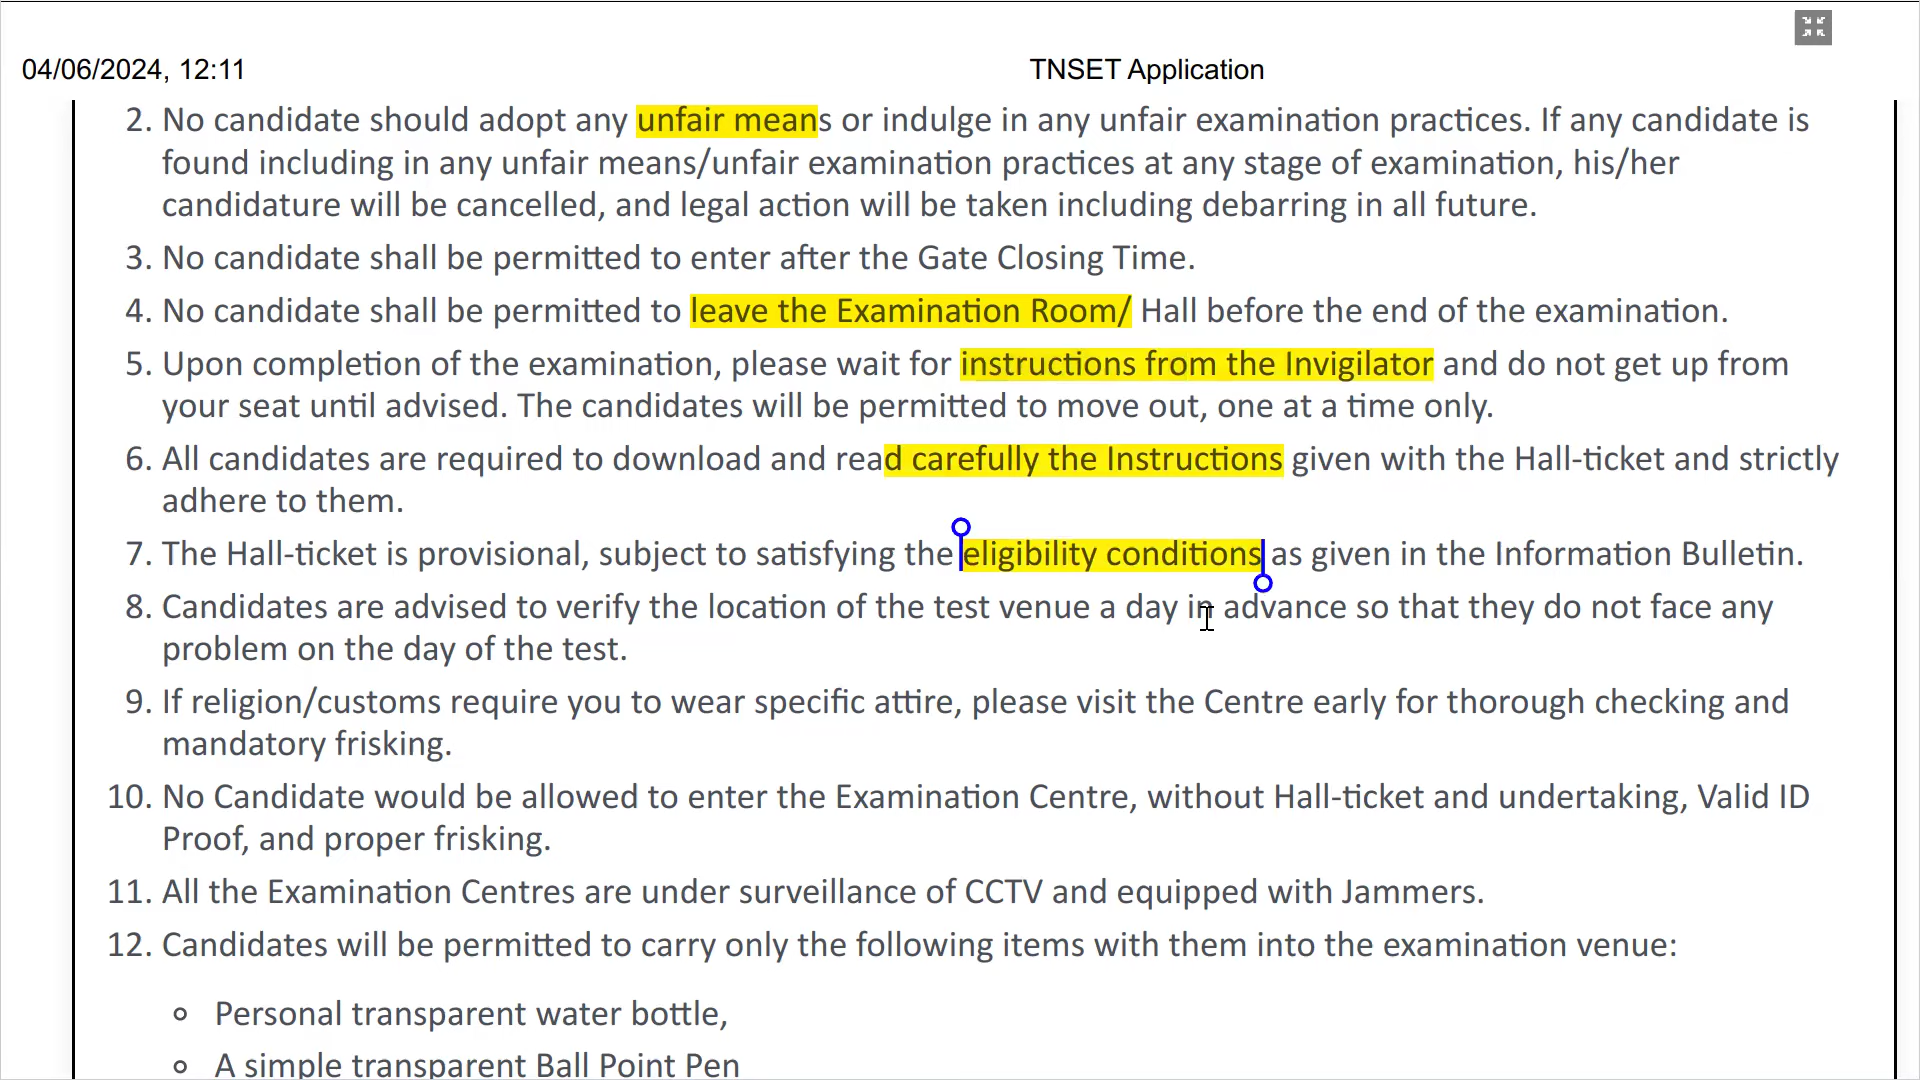 04/06/2024, 12:11 TNSET Application
2. No candidate should adopt any unfair means or indulge in any unfair examination practices. If any candidate is
found including in any unfair means/unfair examination practices at any stage of examination, his/her
candidature will be cancelled, and legal action will be taken including debarring in all future.
3. No candidate shall be permitted to enter after the Gate Closing Time.
4. No candidate shall be permitted to leave the Examination Room/ Hall before the end of the examination.
5. Upon completion of the examination, please wait for instructions from the Invigilator and do not get up from
your seat until advised. The candidates will be permitted to move out, one at a time only.
6. All candidates are required to download and read carefully the Instructions given with the Hall-ticket and strictly
adhere to them.
7. The Hall-ticket is provisional, subject to satisfying the eligibility conditions as given in the Information Bulletin.
8. Candidates are advised to verify the location of the test venue a day in advance so that they do not face any
problem on the day of the test.
9. If religion/customs require you to wear specific attire, please visit the Centre early for thorough checking and
mandatory frisking.
10. No Candidate would be allowed to enter the Examination Centre, without Hall-ticket and undertaking, Valid ID
Proof, and proper frisking.
11. All the Examination Centres are under surveillance of CCTV and equipped with Jammers.
12. Candidates will be permitted to carry only the following items with them into the examination venue:
Personal transparent water bottle,
A simple transparent Ball Point Pen